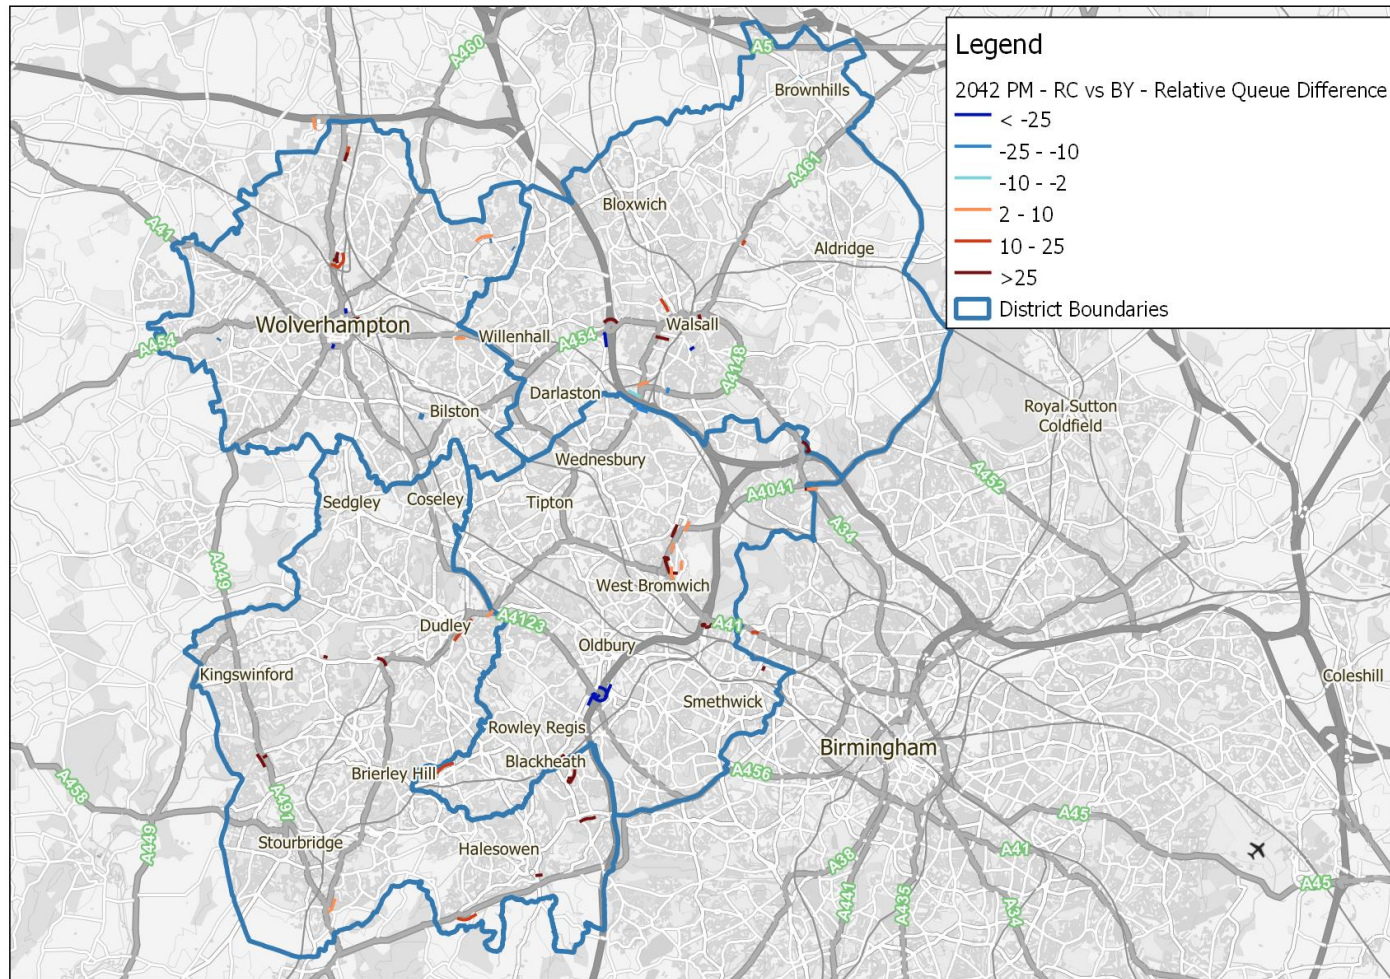 Legend
2042 PM - RC vs BY - Relative Queue Difference
< -25
-25 - -10
-10 - -2
2 - 10
10 - 25
>25
District Boundaries
A460
A5
Brownhills
A461
Bloxwich
A41
Aldridge
Wolverhampton
Willenhall
A454
Walsall
A454
A4148
Darlaston
Bilston
Royal Sutton
Coldfield
Wednesbury
A452
Sedgley
Coseley
Tipton
A4041
A34
A449
West Bromwich
Dudley
A4123
A41
Oldbury
Kingswinford
Coleshill
Smethwick
Rowley Regis
Birmingham
Blackheath
Brierley Hill
A456
A458
A491
A45
A449
Stourbridge
Halesowen
A41
A38
A45
A441
A435
A34